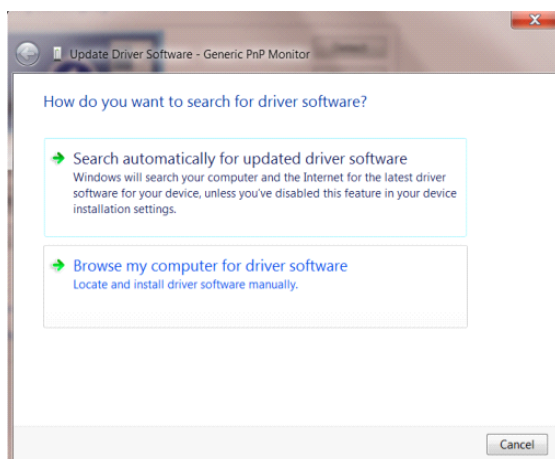 Update Driver Software - Generic PnP Monitor
How do you want to search for driver software?
Search automatically for updated driver software
Windows will search your computer and the Internet for the latest driver
software for your device, unless you've disabled this feature in your device
installation settings.
Browse my computer for driver software
Locate and install driver software manually.
Cancel